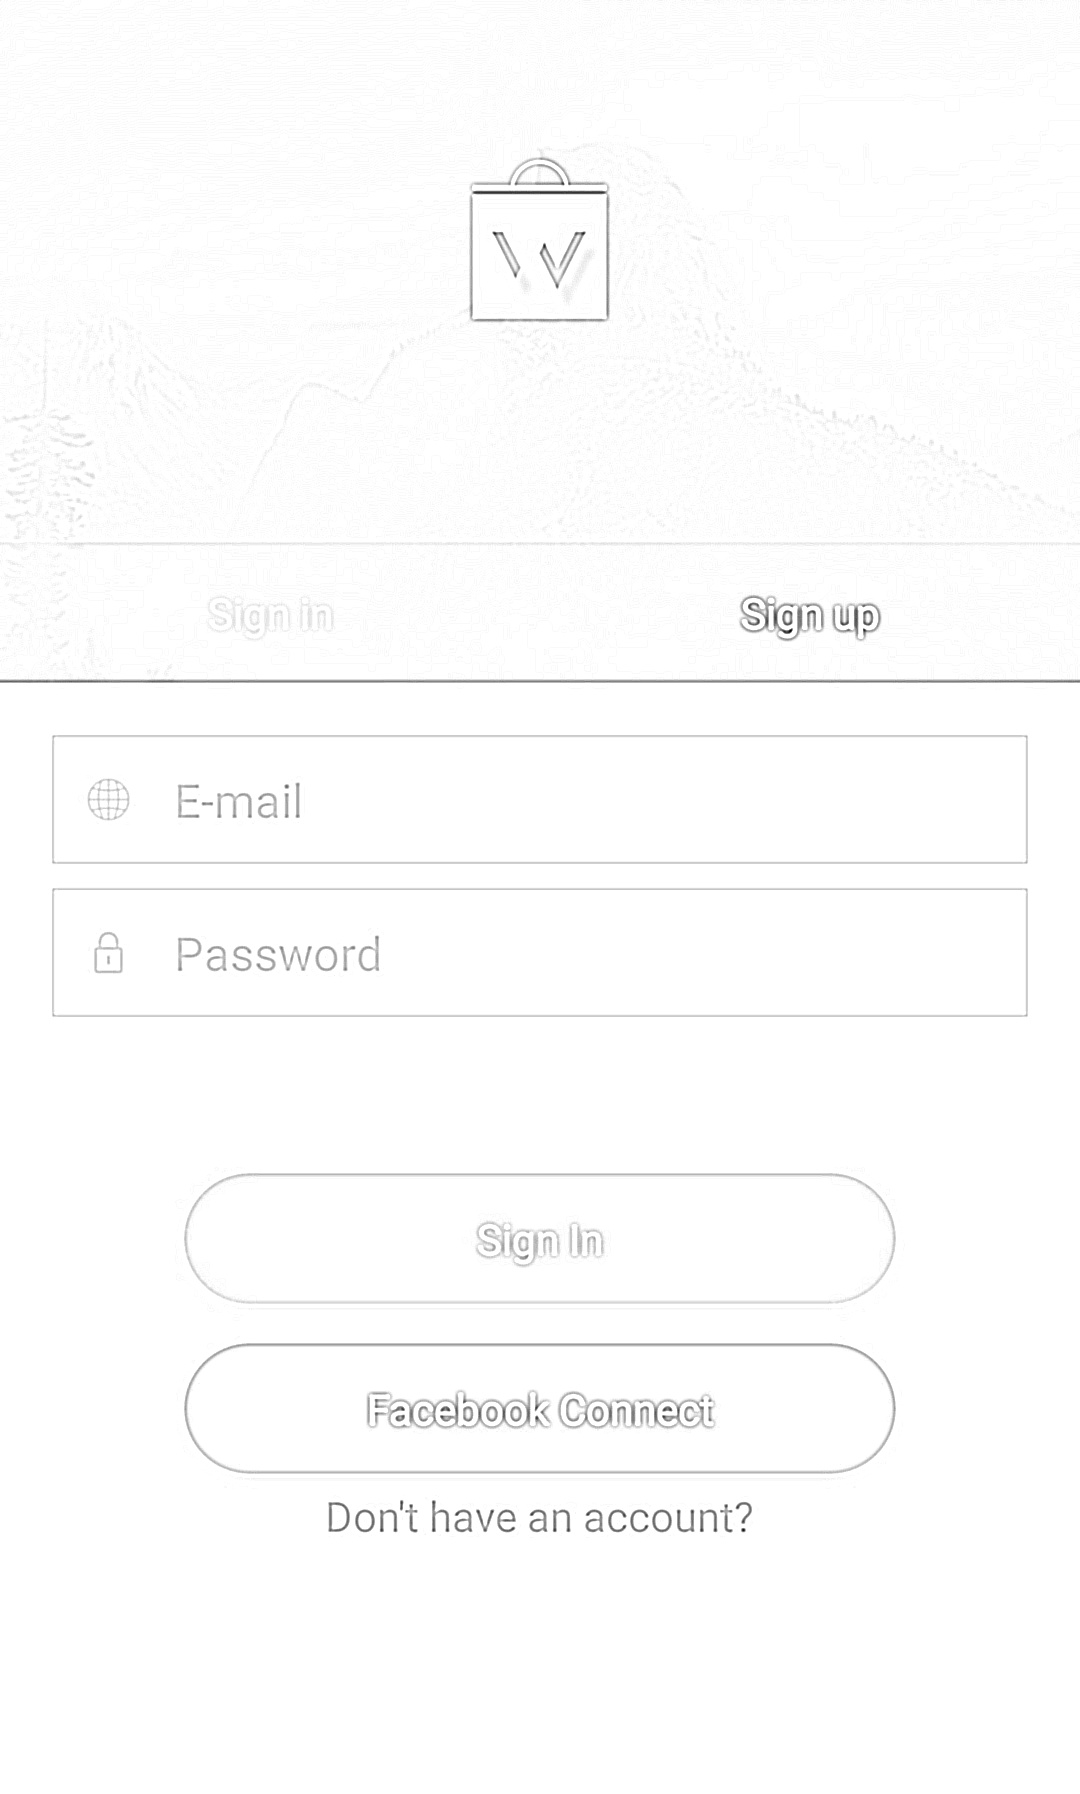 W
Sign in Sign up
E-mail
Password
Sign In
Facebook Connect
Don't have an account?